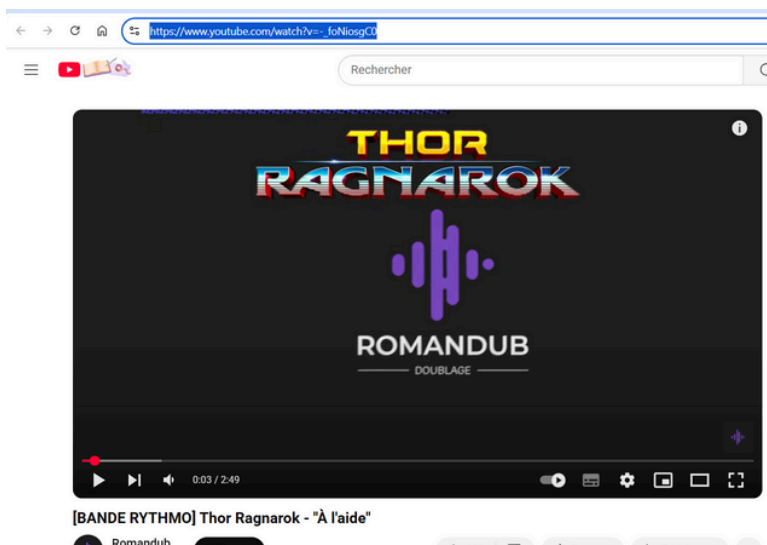 https://www.youtube.com/watch?v=-_foNiosgC0
Rechercher
THOR
RAGNAROK
ROMANDUB
DOUBLAGE
0:03 / 2:49
[BANDE RYTHMO] Thor Ragnarok - "À l'aide"
Romandub